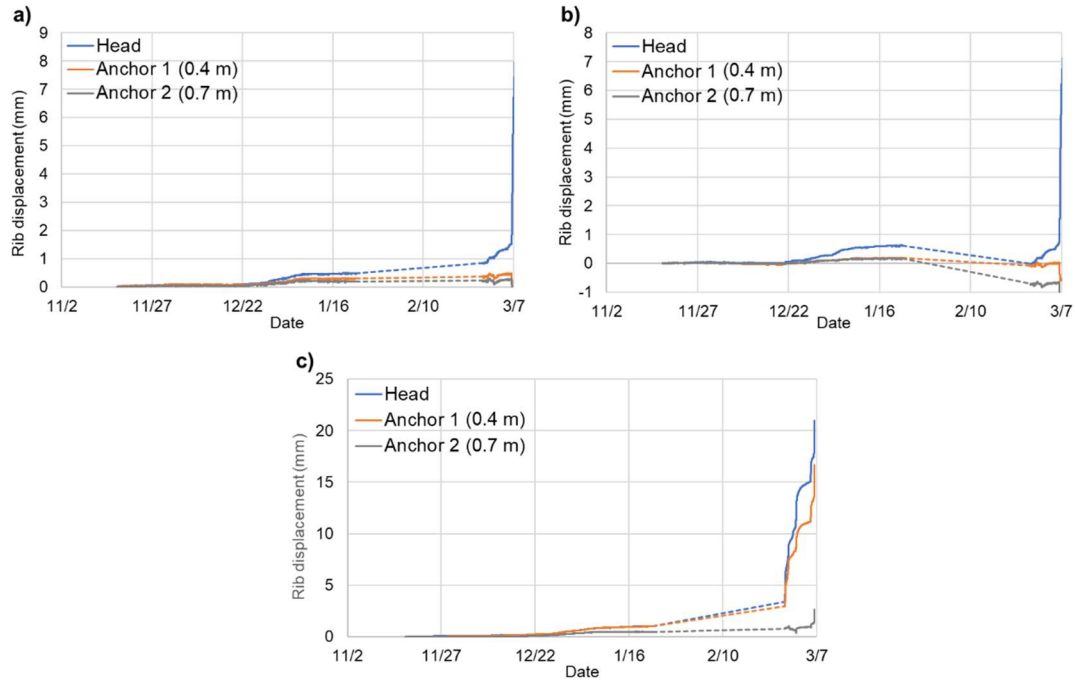 a)
9
8
7
6
5
4
3
2
1
0
Rib displacement (mm)
Head
Anchor 1 (0.4 m)
Anchor 2 (0.7 m)
11/2 11/27 12/22 1/16 2/10 3/7
Date
b)
8
7
6
5
4
3
2
1
0
-1
Rib displacement (mm)
Head
Anchor 1 (0.4 m)
Anchor 2 (0.7 m)
11/2 11/27 12/22 1/16 2/10 3/7
Date
c)
25
20
15
10
5
0
Rib displacement (mm)
Head
Anchor 1 (0.4 m)
Anchor 2 (0.7 m)
11/2 11/27 12/22 1/16 2/10 3/7
Date